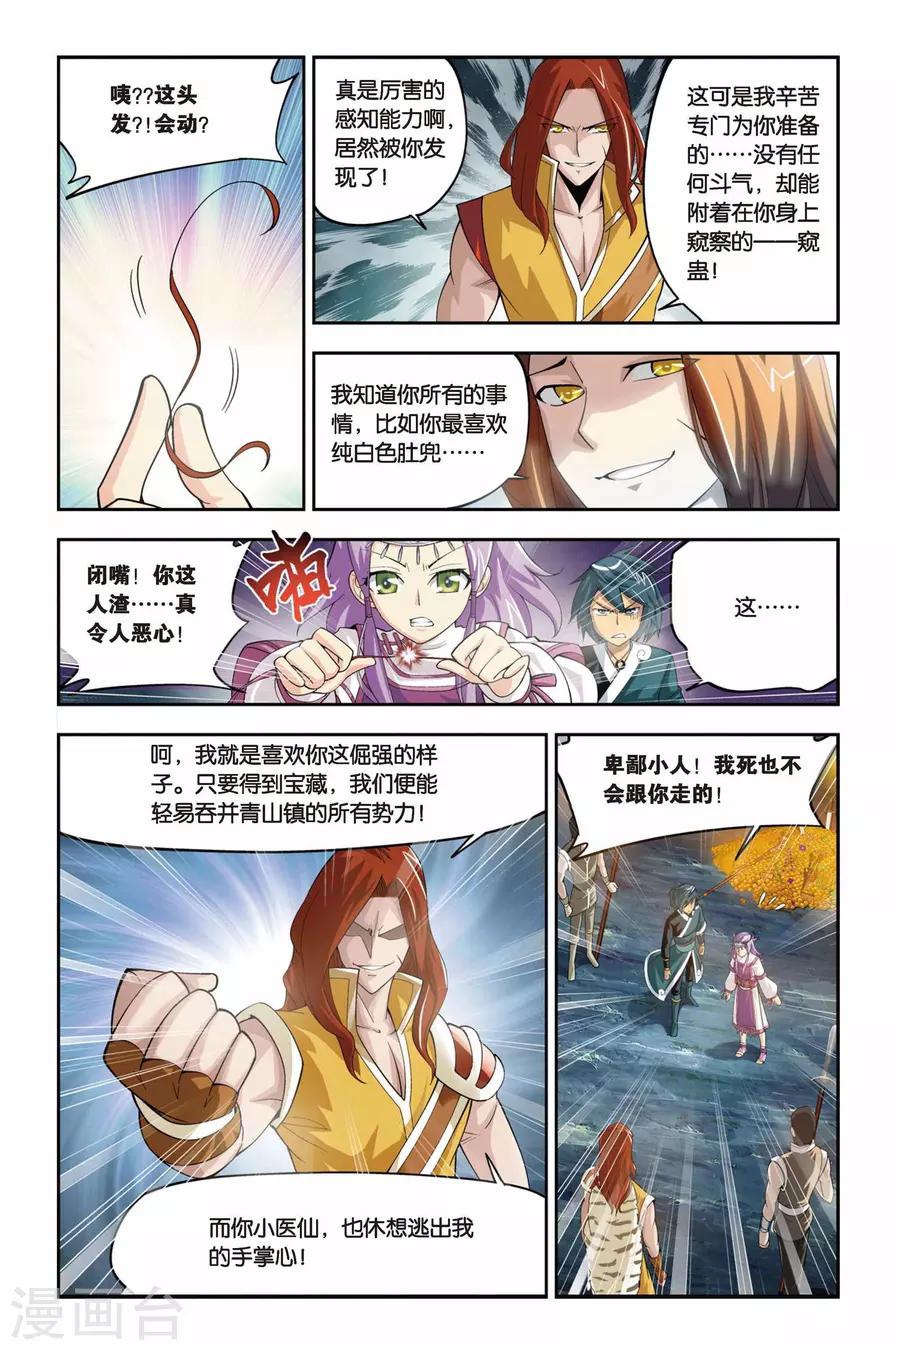 咦??这头
发?!会动?
真是厉害的
感知能力啊,
居然被你发
现了!
这可是我辛苦
专门为你准备
的……没有任
何斗气,却能
附着在你身上
窥察的——窥
蛊!
我知道你所有的事
情,比如你最喜欢
纯白色肚兜……
闭嘴!你这
人渣……真
令人恶心!
啪
这……
呵,我就是喜欢你这倔强的样
子。只要得到宝藏,我们便能
轻易吞并青山镇的所有势力!
而你小医仙,也休想逃出我
的手掌心!
卑鄙小人!我死也不
会跟你走的!
漫画台